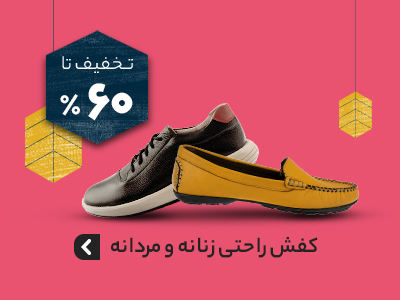 تخفیف تا
۶۰%
کفش راحتی زنانه و مردانه